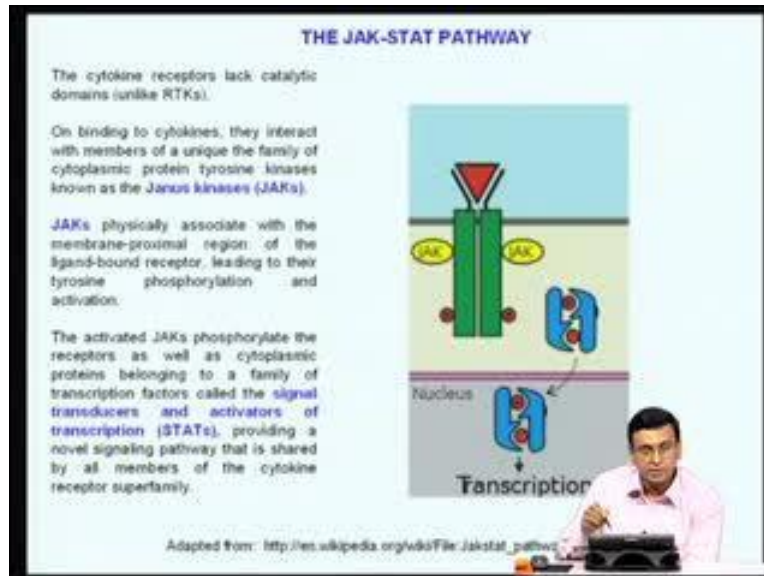 THE JAK-STAT PATHWAY
The cytokine receptors lack catalytic
domains (unlike RTKs).
On binding to cytokines, they interact
with members of a unique the family of
cytoplasmic protein tyrosine kinases
known as the Janus kinases (JAKs).
JAKs physically associate with the
membrane-proximal region of the
ligand-bound receptor, leading to their
tyrosine phosphorylation and
activation.
The activated JAKs phosphorylate the
receptors as well as cytoplasmic
proteins belonging to a family of
transcription factors called the signal
transducers and activators of
transcription (STATs), providing a
novel signaling pathway that is shared
by all members of the cytokine
receptor superfamily.
JAK JAK
Nucleus
Transcription
Adapted from: http://en.wikipedia.org/wiki/File:Jakstat_pathwa